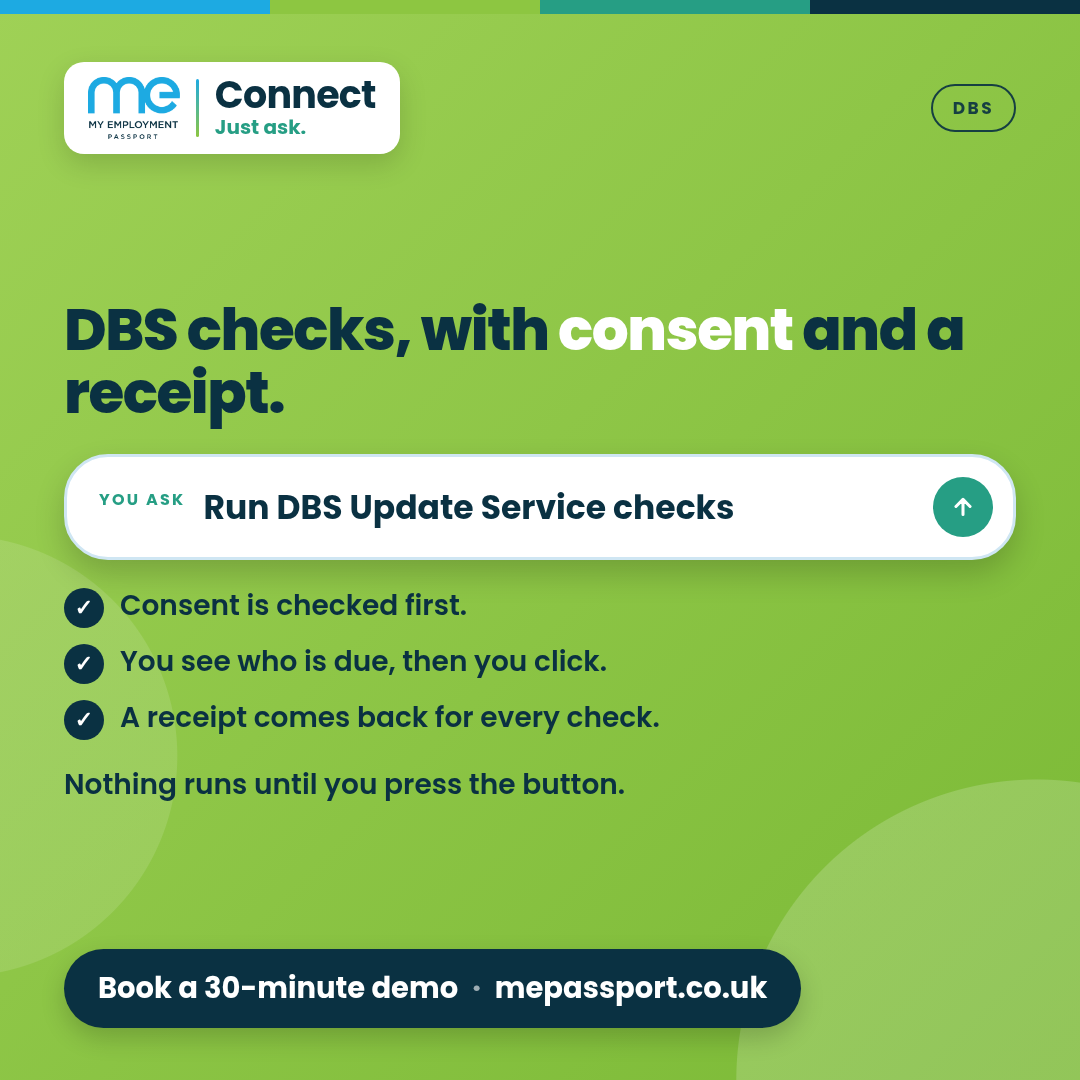 me
MY EMPLOYMENT
PASSPORT
Connect
Just ask.
DBS
DBS checks, with consent and a
receipt.
YOU ASK Run DBS Update Service checks
Consent is checked first.
You see who is due, then you click.
A receipt comes back for every check.
Nothing runs until you press the button.
Book a 30-minute demo · mepassport.co.uk